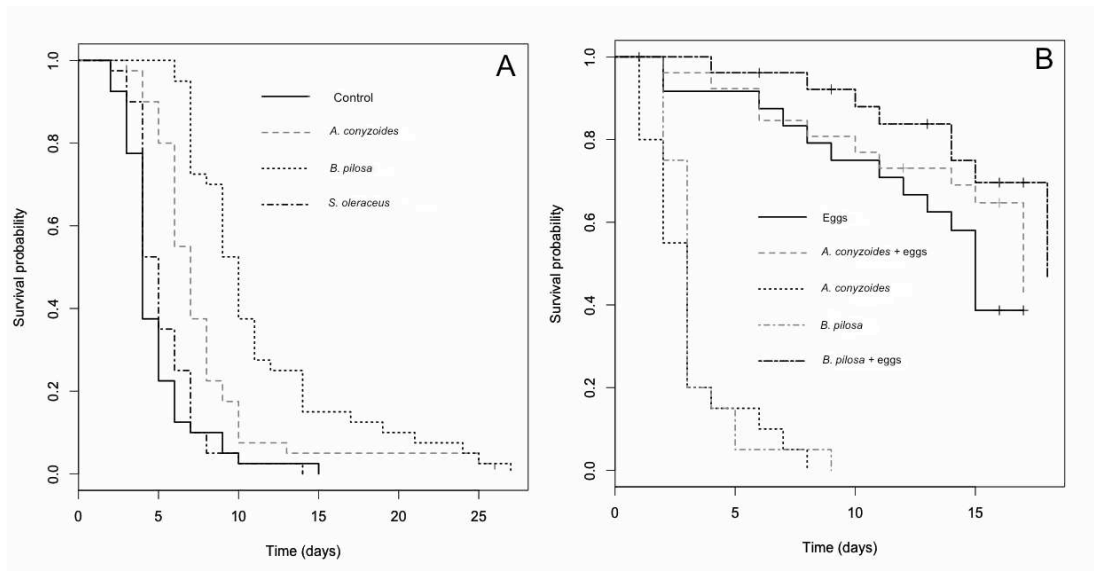 A
Survival probability
1.0
0.8
0.6
0.4
0.2
0.0
Control
A. conyzoides
B. pilosa
S. oleraceus
0 5 10 15 20 25
Time (days)
B
Survival probability
1.0
0.8
0.6
0.4
0.2
0.0
Eggs
A. conyzoides + eggs
A. conyzoides
B. pilosa
B. pilosa + eggs
0 5 10 15
Time (days)